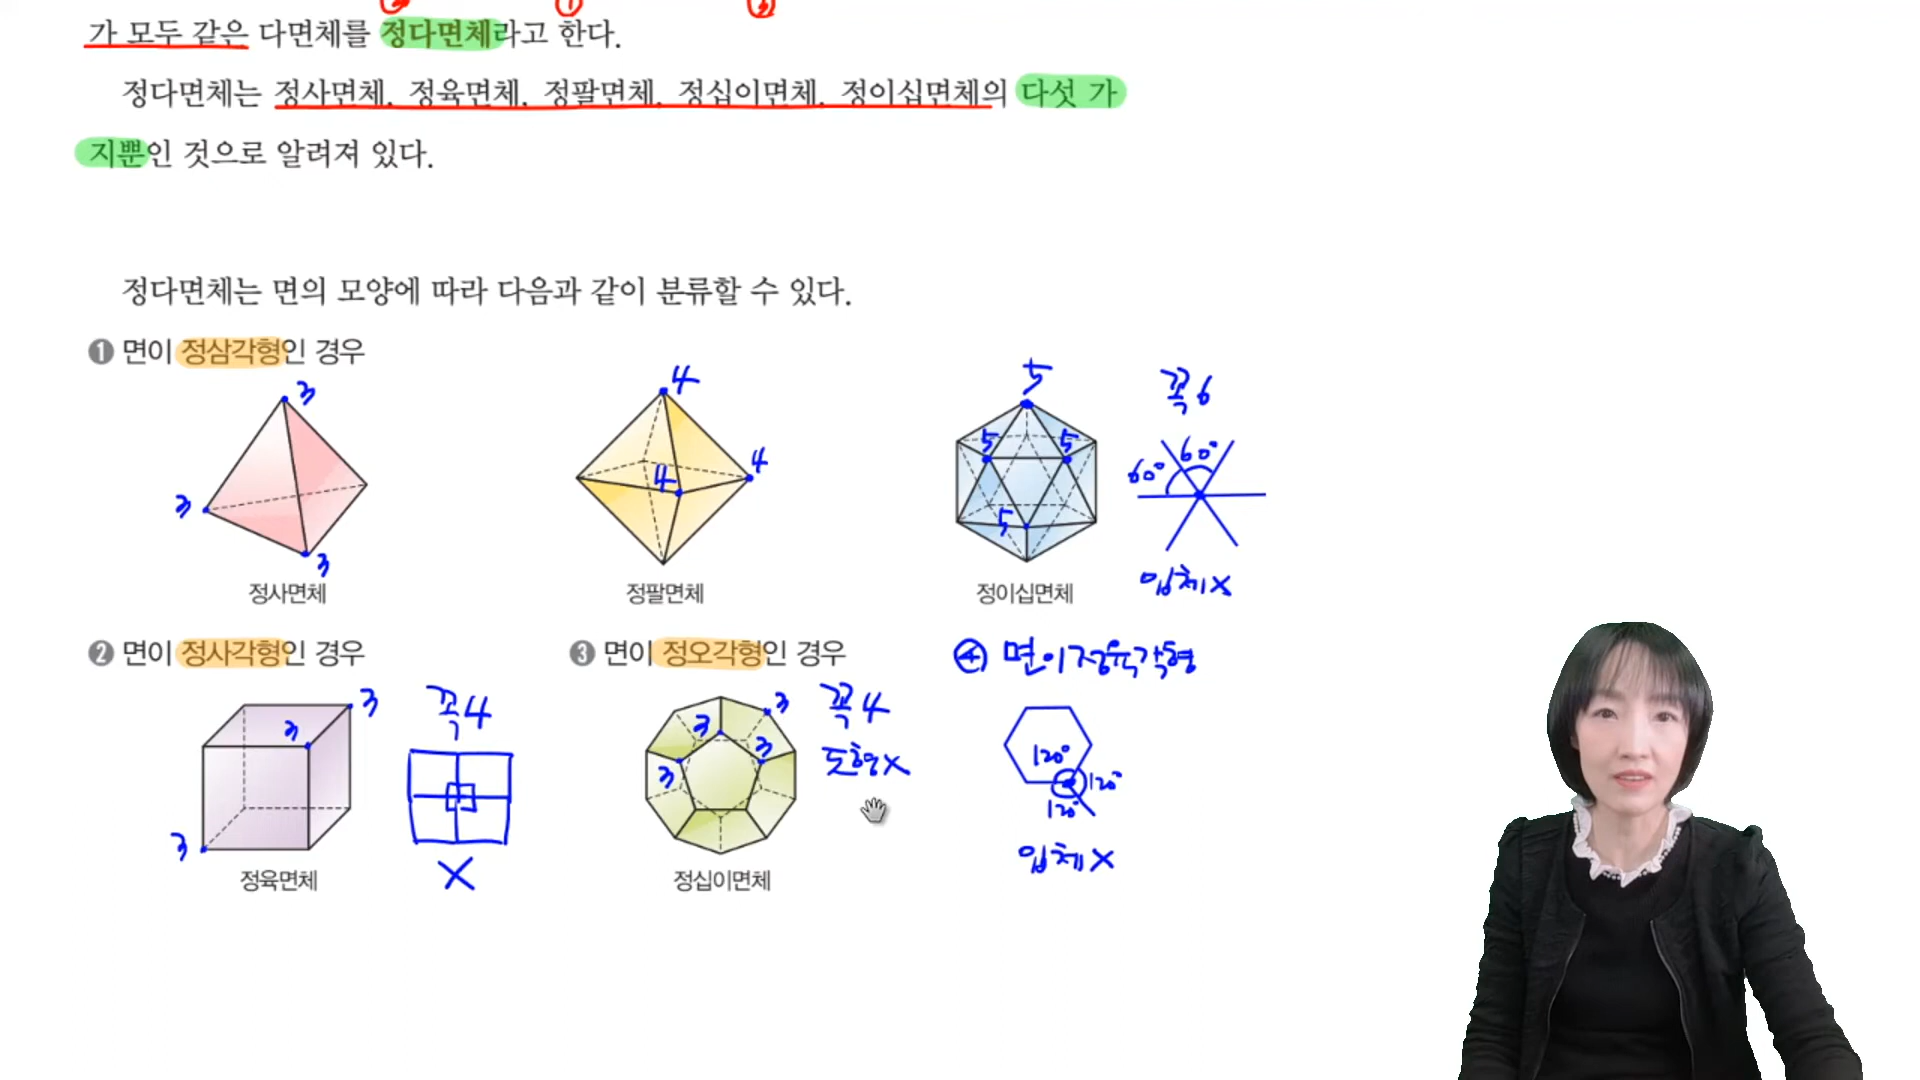 ② ① ③
가 모두 같은 다면체를 정다면체라고 한다.
정다면체는 정사면체, 정육면체, 정팔면체, 정십이면체, 정이십면체의 다섯 가
지뿐인 것으로 알려져 있다.
정다면체는 면의 모양에 따라 다음과 같이 분류할 수 있다.
❶ 면이 정삼각형인 경우
3
3
3
정사면체
4
4
4
정팔면체
5
5 5
5
정이십면체
꼭 6
60° 60°
입체 X
❷ 면이 정사각형인 경우
3
3
3
정육면체
꼭 4
X
❸ 면이 정오각형인 경우
3
3
3
3
정십이면체
꼭 4
도형 X
④ 면이 정육각형
120°
120°
120°
입체 X